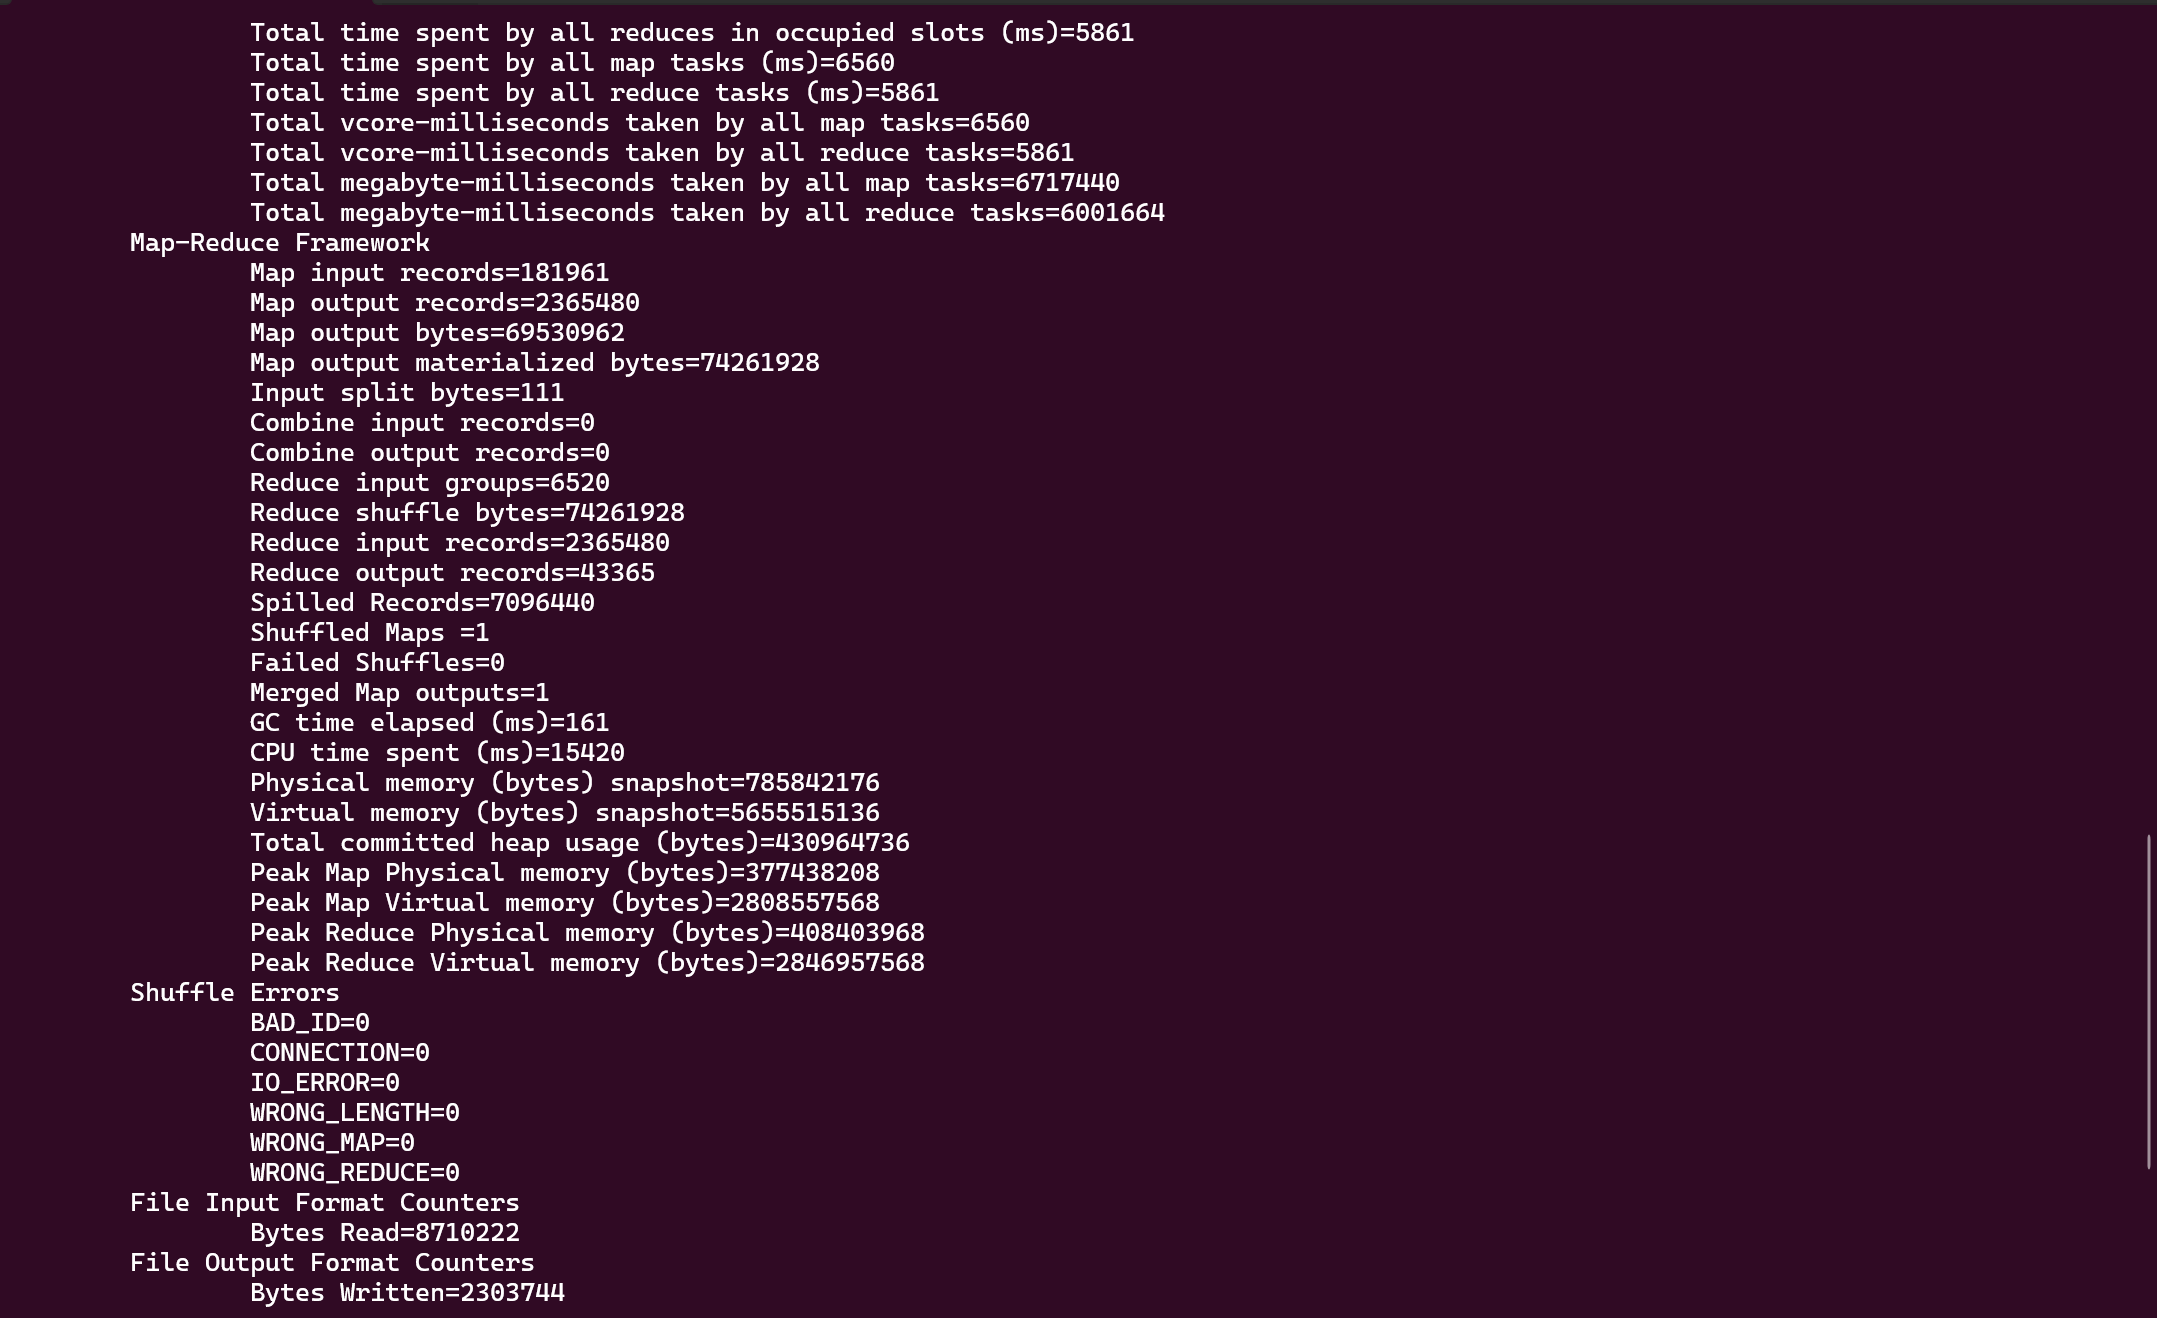 Total time spent by all reduces in occupied slots (ms)=5861
Total time spent by all map tasks (ms)=6560
Total time spent by all reduce tasks (ms)=5861
Total vcore-milliseconds taken by all map tasks=6560
Total vcore-milliseconds taken by all reduce tasks=5861
Total megabyte-milliseconds taken by all map tasks=6717440
Total megabyte-milliseconds taken by all reduce tasks=6001664
Map-Reduce Framework
Map input records=181961
Map output records=2365480
Map output bytes=69530962
Map output materialized bytes=74261928
Input split bytes=111
Combine input records=0
Combine output records=0
Reduce input groups=6520
Reduce shuffle bytes=74261928
Reduce input records=2365480
Reduce output records=43365
Spilled Records=7096440
Shuffled Maps =1
Failed Shuffles=0
Merged Map outputs=1
GC time elapsed (ms)=161
CPU time spent (ms)=15420
Physical memory (bytes) snapshot=785842176
Virtual memory (bytes) snapshot=5655515136
Total committed heap usage (bytes)=430964736
Peak Map Physical memory (bytes)=377438208
Peak Map Virtual memory (bytes)=2808557568
Peak Reduce Physical memory (bytes)=408403968
Peak Reduce Virtual memory (bytes)=2846957568
Shuffle Errors
BAD_ID=0
CONNECTION=0
IO_ERROR=0
WRONG_LENGTH=0
WRONG_MAP=0
WRONG_REDUCE=0
File Input Format Counters
Bytes Read=8710222
File Output Format Counters
Bytes Written=2303744